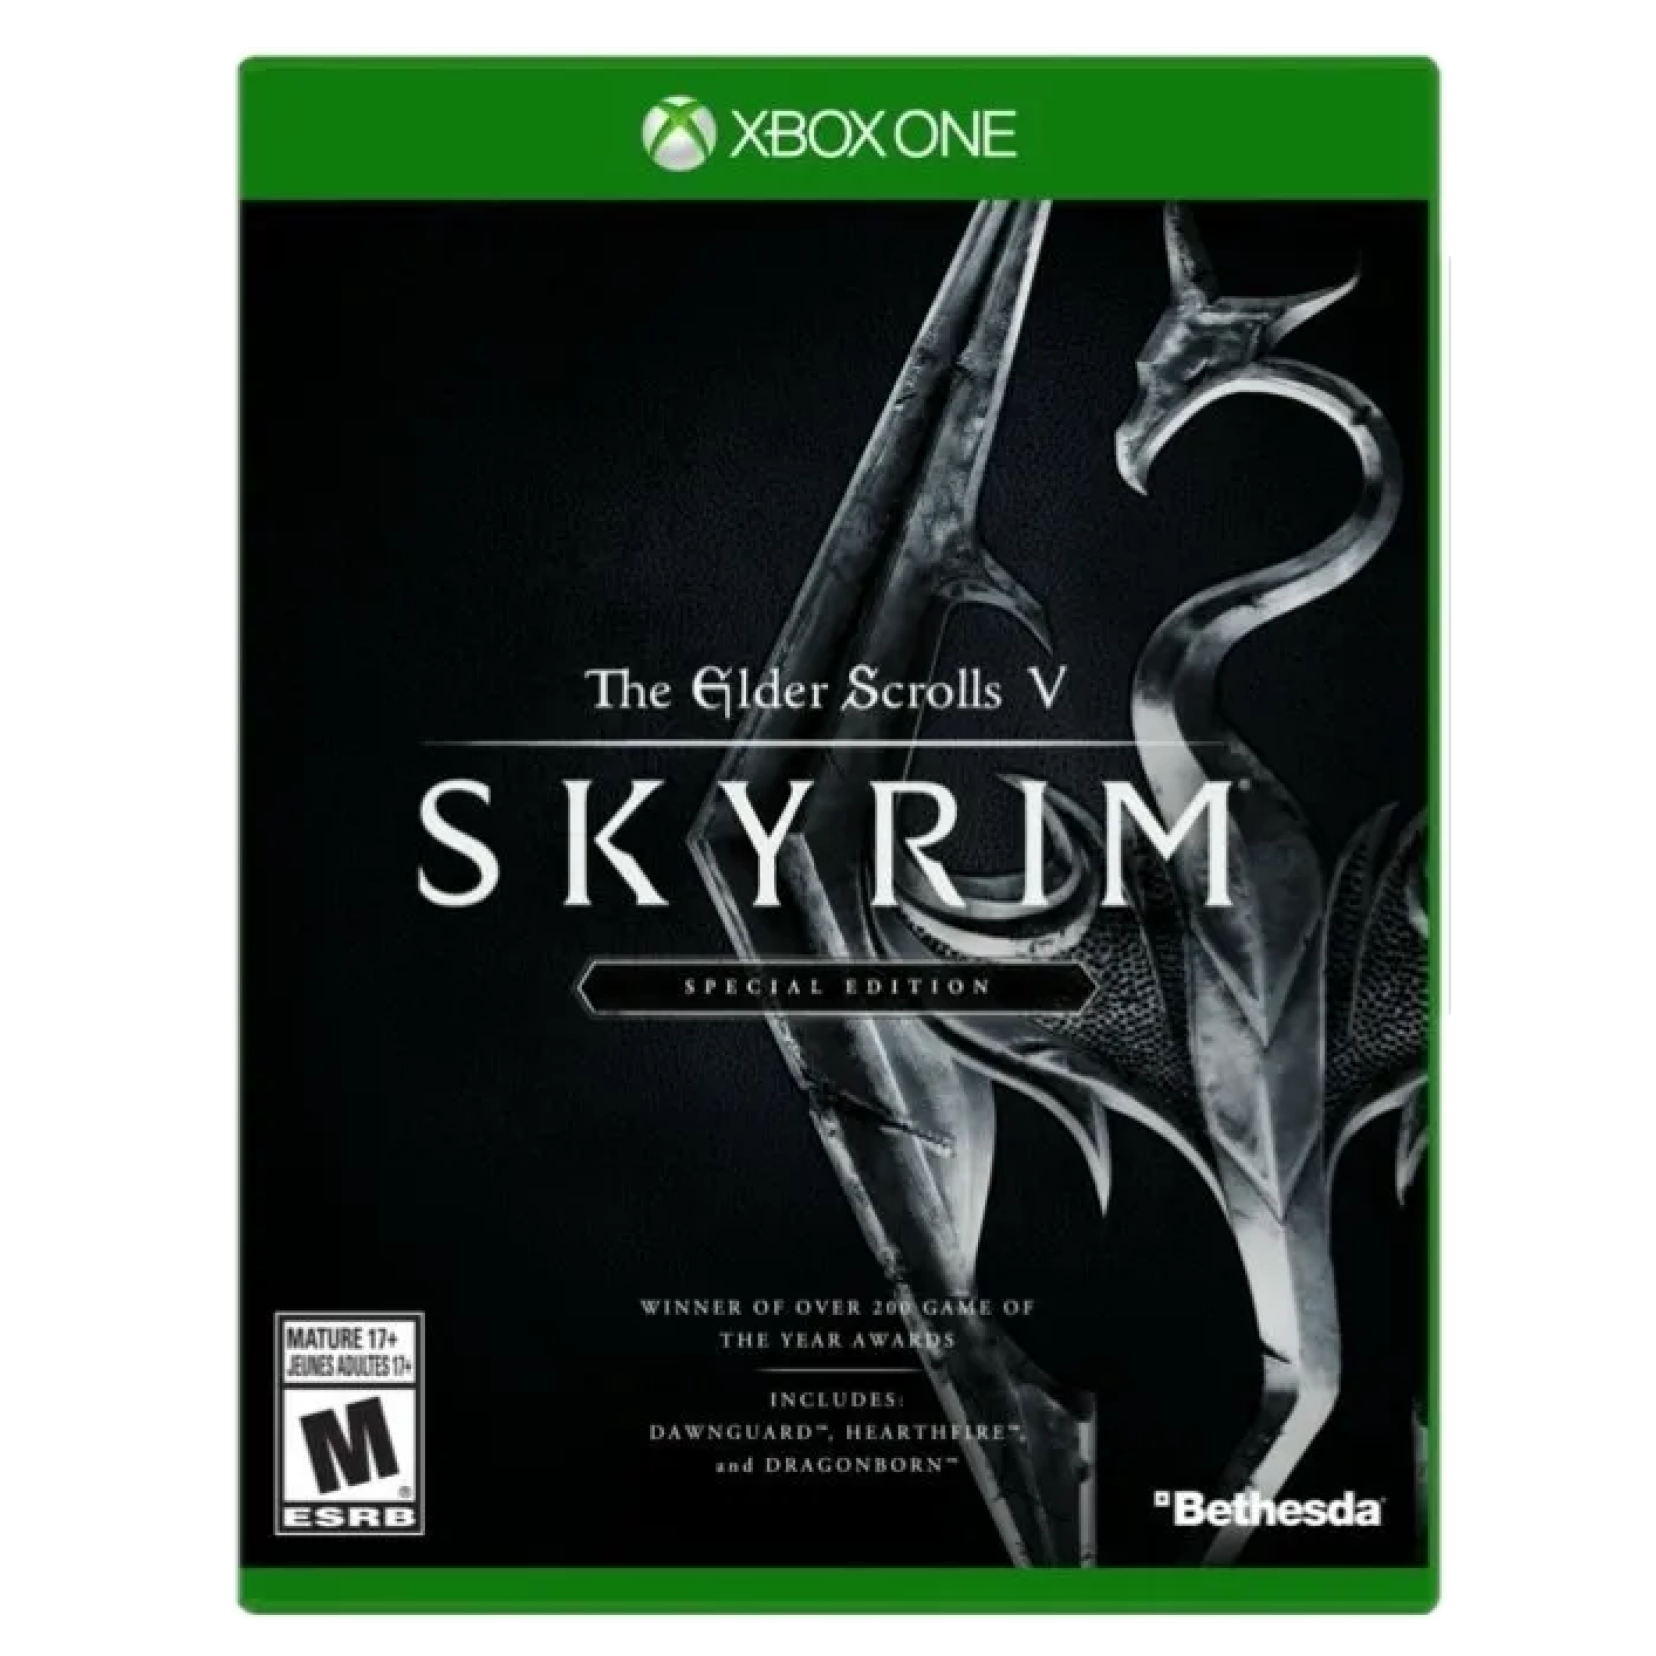 XBOX ONE
The Elder Scrolls V
SKYRIM
SPECIAL EDITION
WINNER OF OVER 200 GAME OF
THE YEAR AWARDS
INCLUDES:
DAWNGUARD™, HEARTHFIRE™,
and DRAGONBORN™
MATURE 17+
JEUNES ADULTES 17+
M®
ESRB
Bethesda®